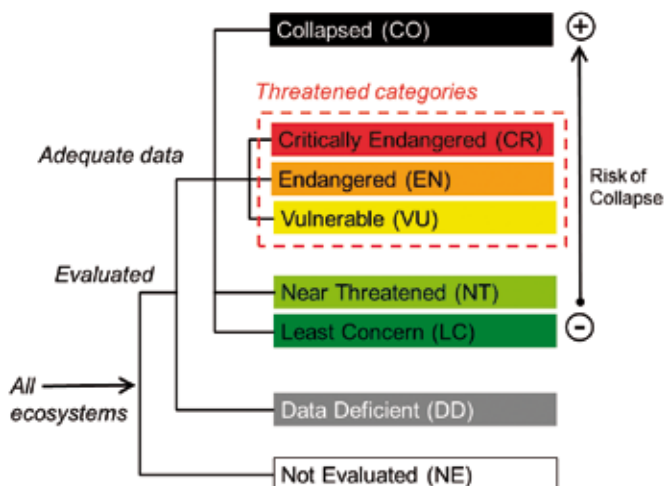 Collapsed (CO)
+
Threatened categories
Critically Endangered (CR)
Adequate data
Endangered (EN)
Risk of
Collapse
Vulnerable (VU)
Evaluated
Near Threatened (NT)
Least Concern (LC)
−
All
ecosystems
Data Deficient (DD)
Not Evaluated (NE)